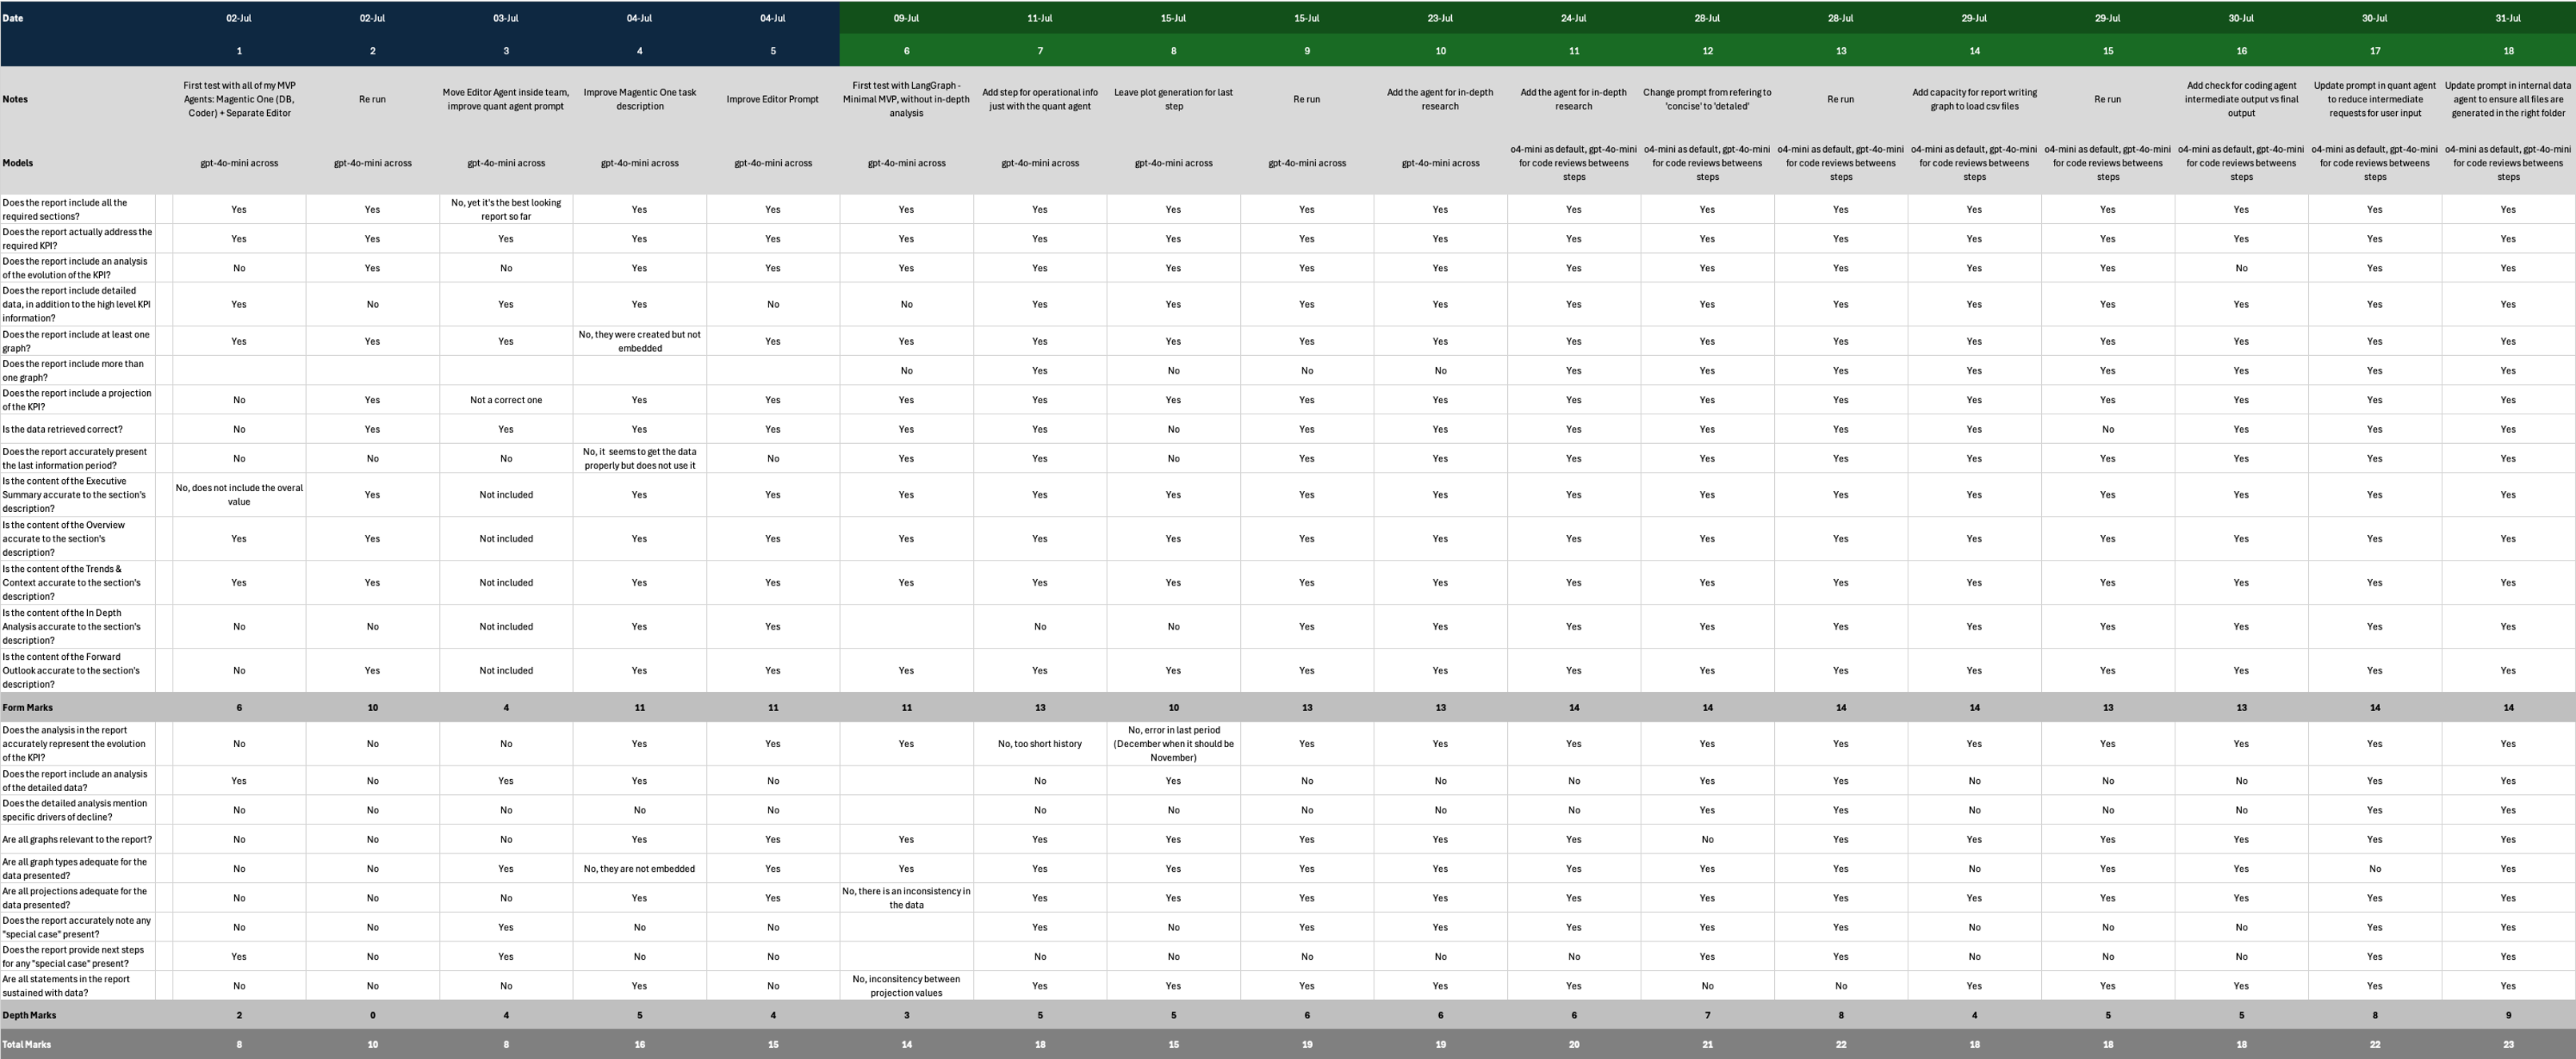 Date 02-Jul 02-Jul 03-Jul 04-Jul 04-Jul 09-Jul 11-Jul 15-Jul 15-Jul 23-Jul 24-Jul 28-Jul 28-Jul 29-Jul 29-Jul 30-Jul 30-Jul 31-Jul
1 2 3 4 5 6 7 8 9 10 11 12 13 14 15 16 17 18
Notes
First test with all of my MVP
Agents: Magentic One (DB,
Coder) + Separate Editor
Re run
Move Editor Agent inside team,
improve quant agent prompt
Improve Magentic One task
description
Improve Editor Prompt
First test with LangGraph -
Minimal MVP, without in-depth
analysis
Add step for operational info
just with the quant agent
Leave plot generation for last
step
Re run
Add the agent for in-depth
research
Add the agent for in-depth
research
Change prompt from refering to
'concise' to 'detaled'
Re run
Add capacity for report writing
graph to load csv files
Re run
Add check for coding agent
intermediate output vs final
output
Update prompt in quant agent
to reduce intermediate
requests for user input
Update prompt in internal data
agent to ensure all files are
generated in the right folder
Models
gpt-4o-mini across
gpt-4o-mini across
gpt-4o-mini across
gpt-4o-mini across
gpt-4o-mini across
gpt-4o-mini across
gpt-4o-mini across
gpt-4o-mini across
gpt-4o-mini across
gpt-4o-mini across
o4-mini as default, gpt-4o-mini
for code reviews betweens
steps
o4-mini as default, gpt-4o-mini
for code reviews betweens
steps
o4-mini as default, gpt-4o-mini
for code reviews betweens
steps
o4-mini as default, gpt-4o-mini
for code reviews betweens
steps
o4-mini as default, gpt-4o-mini
for code reviews betweens
steps
o4-mini as default, gpt-4o-mini
for code reviews betweens
steps
o4-mini as default, gpt-4o-mini
for code reviews betweens
steps
o4-mini as default, gpt-4o-mini
for code reviews betweens
steps
Does the report include all the
required sections?
Yes Yes
No, yet it's the best looking
report so far
Yes Yes Yes Yes Yes Yes Yes Yes Yes Yes Yes Yes Yes Yes Yes
Does the report actually address the
required KPI?
Yes Yes Yes Yes Yes Yes Yes Yes Yes Yes Yes Yes Yes Yes Yes Yes Yes Yes
Does the report include an analysis
of the evolution of the KPI?
No Yes No Yes Yes Yes Yes Yes Yes Yes Yes Yes Yes Yes Yes No Yes Yes
Does the report include detailed
data, in addition to the high level KPI
information?
Yes No Yes Yes No No Yes Yes Yes Yes Yes Yes Yes Yes Yes Yes Yes Yes
Does the report include at least one
graph?
Yes Yes Yes
No, they were created but not
embedded
Yes Yes Yes Yes Yes Yes Yes Yes Yes Yes Yes Yes Yes Yes
Does the report include more than
one graph?
No Yes No No No Yes Yes Yes Yes Yes Yes Yes Yes
Does the report include a projection
of the KPI?
No Yes Not a correct one Yes Yes Yes Yes Yes Yes Yes Yes Yes Yes Yes Yes Yes Yes Yes
Is the data retrieved correct?
No Yes Yes Yes Yes Yes Yes No Yes Yes Yes Yes Yes Yes No Yes Yes Yes
Does the report accurately present
the last information period?
No No No
No, it seems to get the data
properly but does not use it
No Yes Yes No Yes Yes Yes Yes Yes Yes Yes Yes Yes Yes
Is the content of the Executive
Summary accurate to the section's
description?
No, does not include the overal
value
Yes Not included Yes Yes Yes Yes Yes Yes Yes Yes Yes Yes Yes Yes Yes Yes Yes
Is the content of the Overview
accurate to the section's
description?
Yes Yes Not included Yes Yes Yes Yes Yes Yes Yes Yes Yes Yes Yes Yes Yes Yes Yes
Is the content of the Trends &
Context accurate to the section's
description?
Yes Yes Not included Yes Yes Yes Yes Yes Yes Yes Yes Yes Yes Yes Yes Yes Yes Yes
Is the content of the In Depth
Analysis accurate to the section's
description?
No No Not included Yes Yes No No Yes Yes Yes Yes Yes Yes Yes Yes Yes Yes
Is the content of the Forward
Outlook accurate to the section's
description?
No Yes Not included Yes Yes Yes Yes Yes Yes Yes Yes Yes Yes Yes Yes Yes Yes Yes
Form Marks 6 10 4 11 11 11 13 10 13 13 14 14 14 14 13 13 14 14
Does the analysis in the report
accurately represent the evolution
of the KPI?
No No No Yes Yes Yes No, too short history
No, error in last period
(December when it should be
November)
Yes Yes Yes Yes Yes Yes Yes Yes Yes Yes
Does the report include an analysis
of the detailed data?
Yes No Yes Yes No No Yes No No No Yes Yes No No No Yes Yes
Does the detailed analysis mention
specific drivers of decline?
No No No No No No No No No No Yes Yes No No No Yes Yes
Are all graphs relevant to the report?
No No No Yes Yes Yes Yes Yes Yes Yes Yes No Yes Yes Yes Yes Yes Yes
Are all graph types adequate for the
data presented?
No No Yes No, they are not embedded Yes Yes Yes Yes Yes Yes Yes Yes Yes No Yes Yes No Yes
Are all projections adequate for the
data presented?
No No No Yes Yes
No, there is an inconsistency in
the data
Yes Yes Yes Yes Yes Yes Yes Yes Yes Yes Yes Yes
Does the report accurately note any
"special case" present?
No No Yes No No Yes No Yes Yes Yes Yes Yes No No No Yes Yes
Does the report provide next steps
for any "special case" present?
Yes No Yes No No No No No No No Yes Yes No No No Yes Yes
Are all statements in the report
sustained with data?
No No No Yes No
No, inconsitency between
projection values
Yes Yes Yes Yes Yes No No Yes Yes Yes Yes Yes
Depth Marks 2 0 4 5 4 3 5 5 6 6 6 7 8 4 5 5 8 9
Total Marks 8 10 8 16 15 14 18 15 19 19 20 21 22 18 18 18 22 23